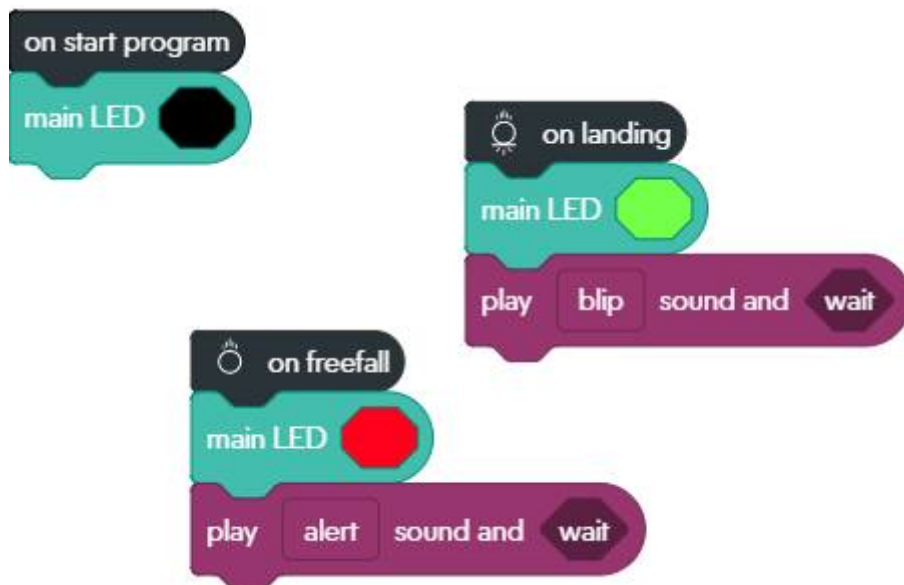 on start program
main LED
on landing
main LED
play blip sound and wait
on freefall
main LED
play alert sound and wait